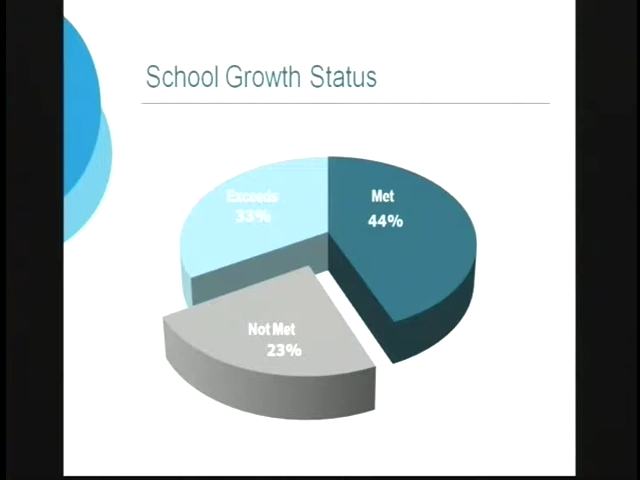 School Growth Status
Exceeds
33%
Met
44%
Not Met
23%